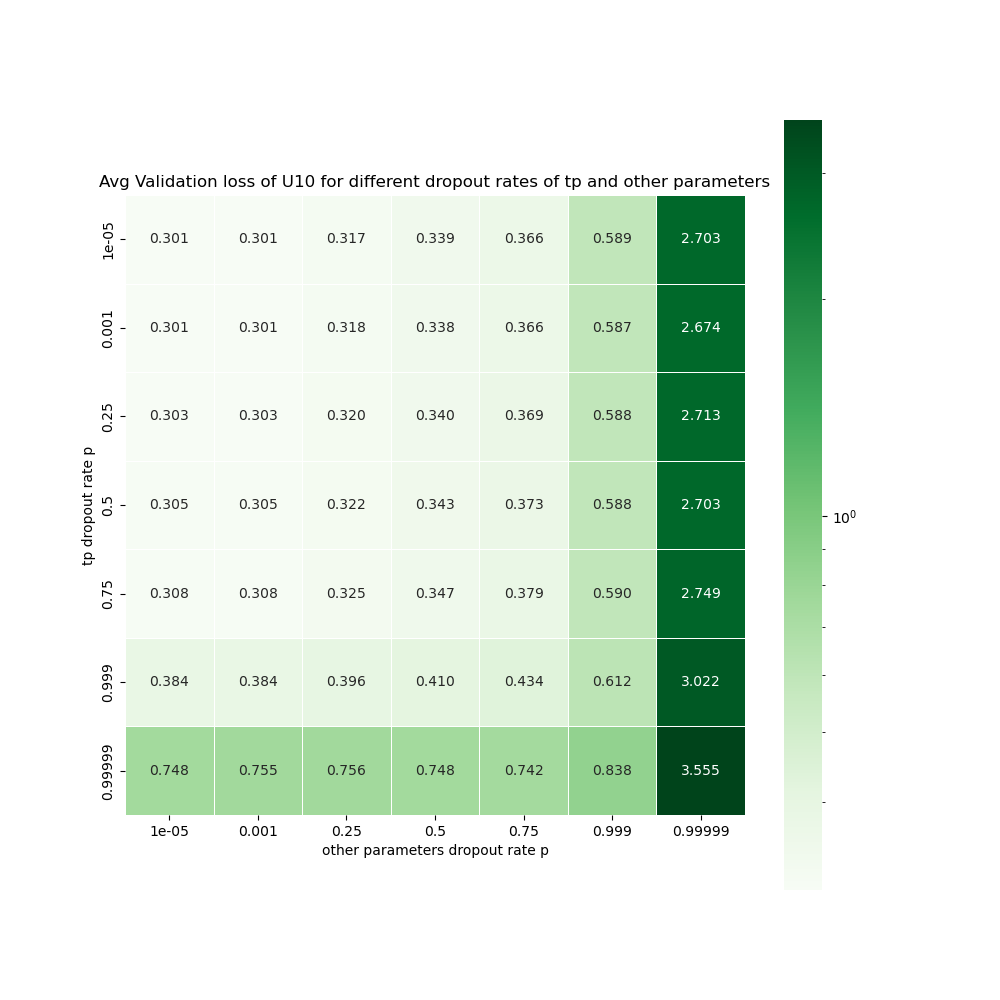 Avg Validation loss of U10 for different dropout rates of tp and other parameters
tp dropout rate p
1e-05 0.301 0.301 0.317 0.339 0.366 0.589 2.703
0.001 0.301 0.301 0.318 0.338 0.366 0.587 2.674
0.25 0.303 0.303 0.320 0.340 0.369 0.588 2.713
0.5 0.305 0.305 0.322 0.343 0.373 0.588 2.703
0.75 0.308 0.308 0.325 0.347 0.379 0.590 2.749
0.999 0.384 0.384 0.396 0.410 0.434 0.612 3.022
0.99999 0.748 0.755 0.756 0.748 0.742 0.838 3.555
1e-05 0.001 0.25 0.5 0.75 0.999 0.99999
other parameters dropout rate p
10⁰